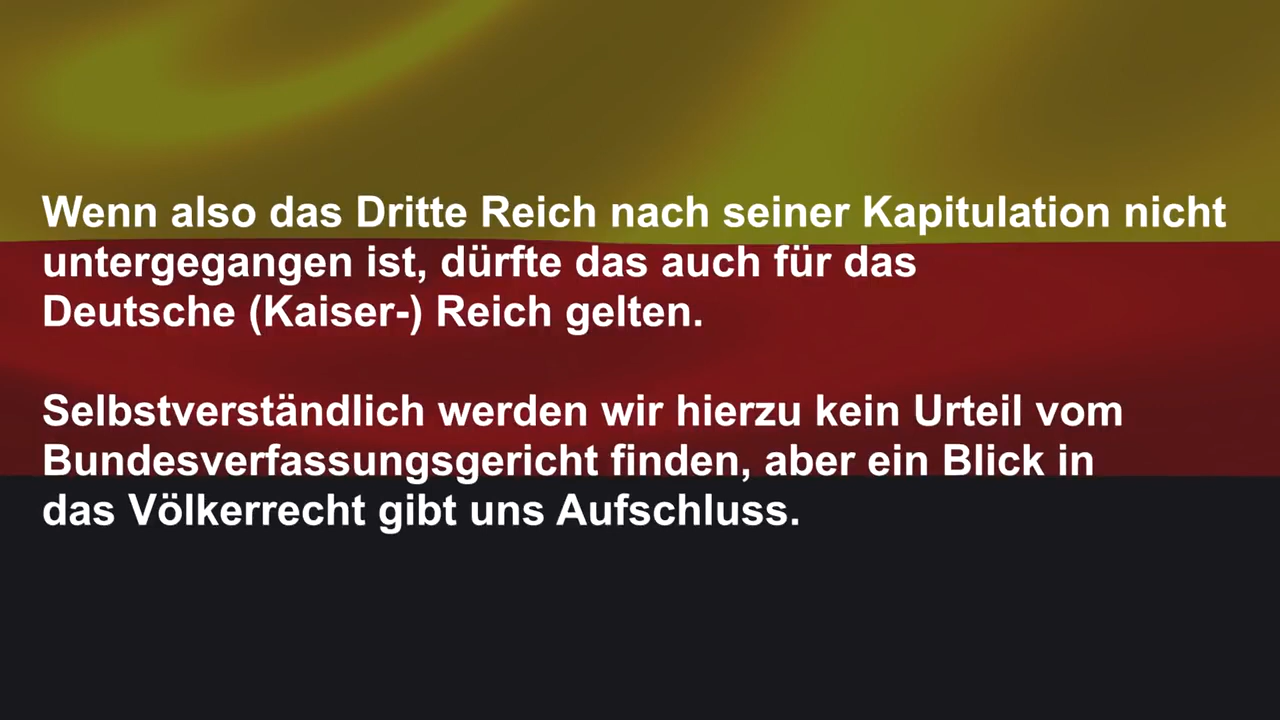 Wenn also das Dritte Reich nach seiner Kapitulation nicht
untergegangen ist, dürfte das auch für das
Deutsche (Kaiser-) Reich gelten.
Selbstverständlich werden wir hierzu kein Urteil vom
Bundesverfassungsgericht finden, aber ein Blick in
das Völkerrecht gibt uns Aufschluss.